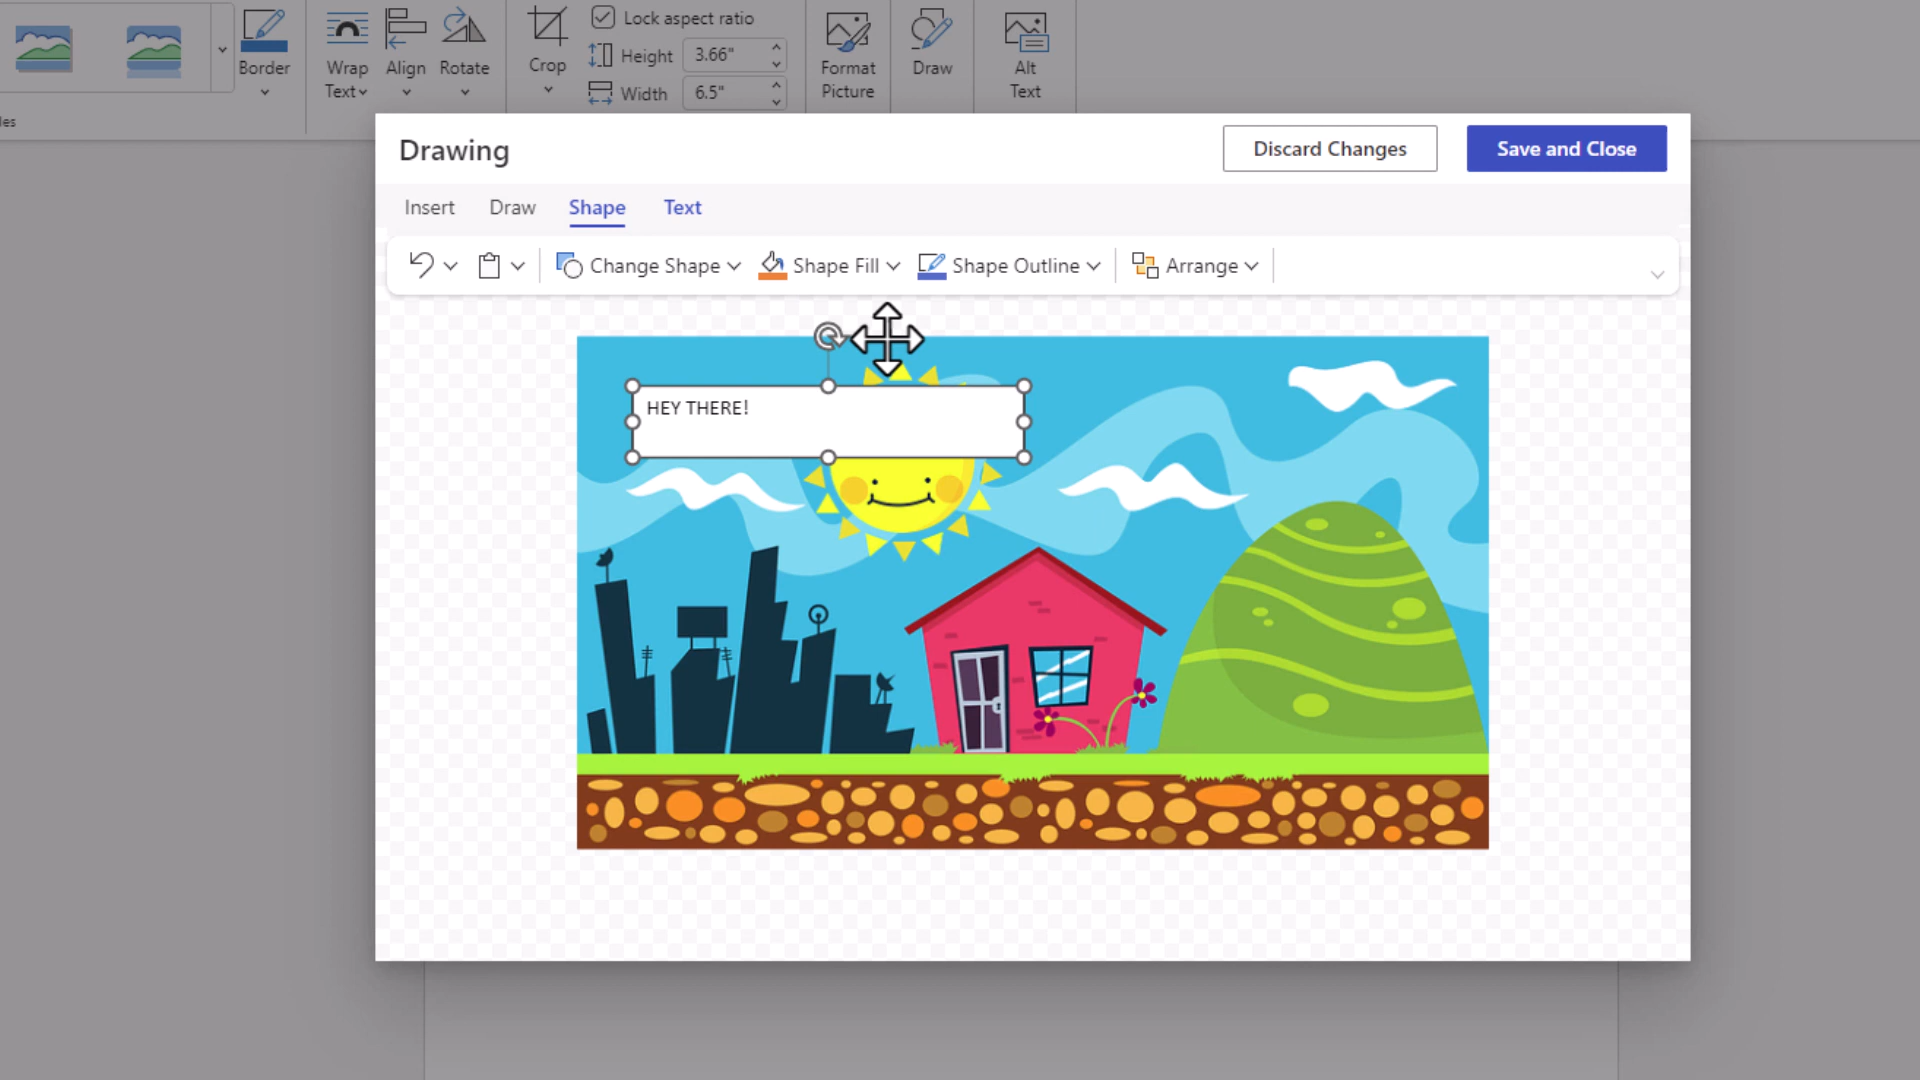 Lock aspect ratio
Height 3.66"
Width 6.5"
Border
Wrap Text
Align
Rotate
Crop
Format Picture
Draw
Alt Text
les
Drawing
Discard Changes
Save and Close
Insert Draw Shape Text
Change Shape Shape Fill Shape Outline Arrange
HEY THERE!